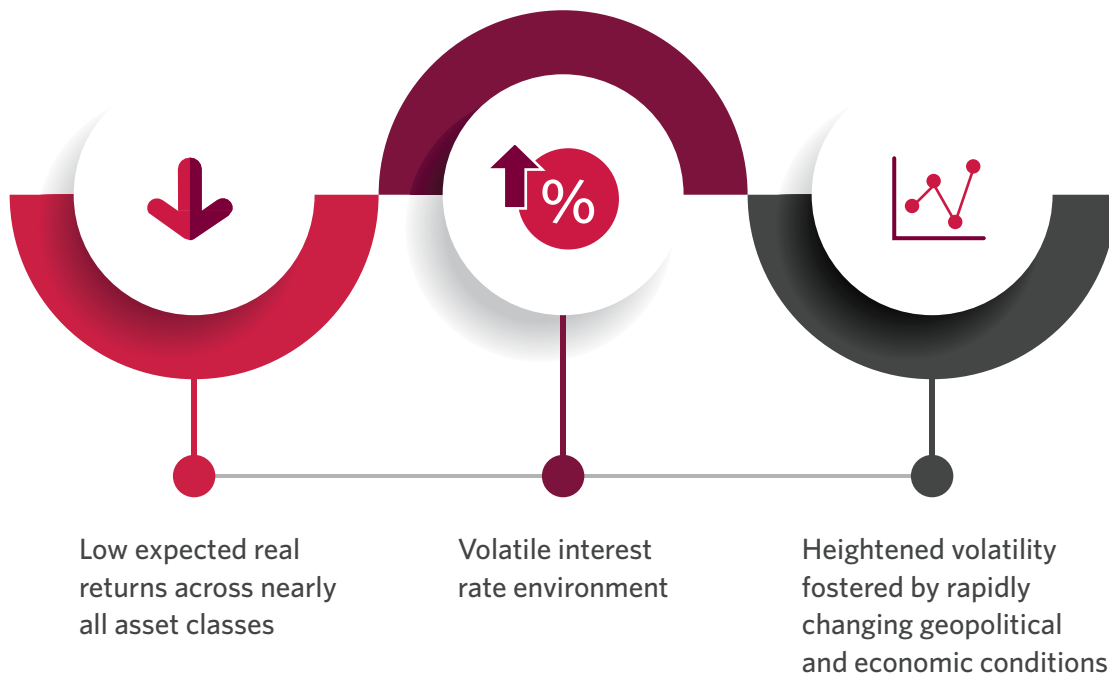 %
Low expected real
returns across nearly
all asset classes
Volatile interest
rate environment
Heightened volatility
fostered by rapidly
changing geopolitical
and economic conditions